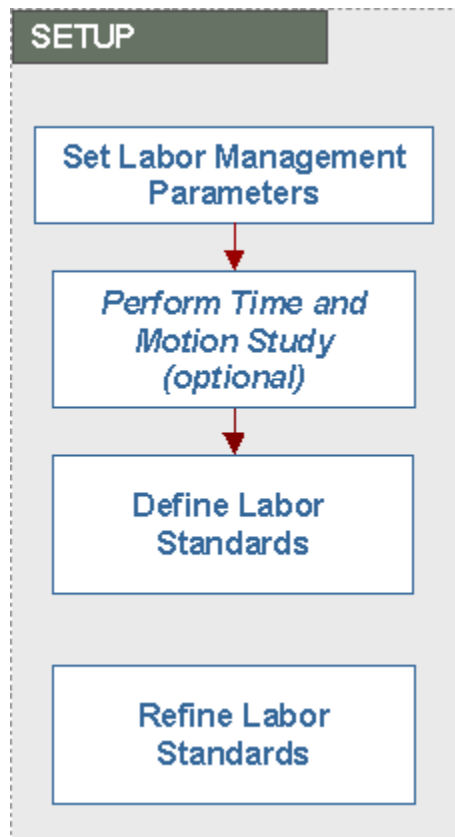 SETUP
Set Labor Management
Parameters
Perform Time and
Motion Study
(optional)
Define Labor
Standards
Refine Labor
Standards